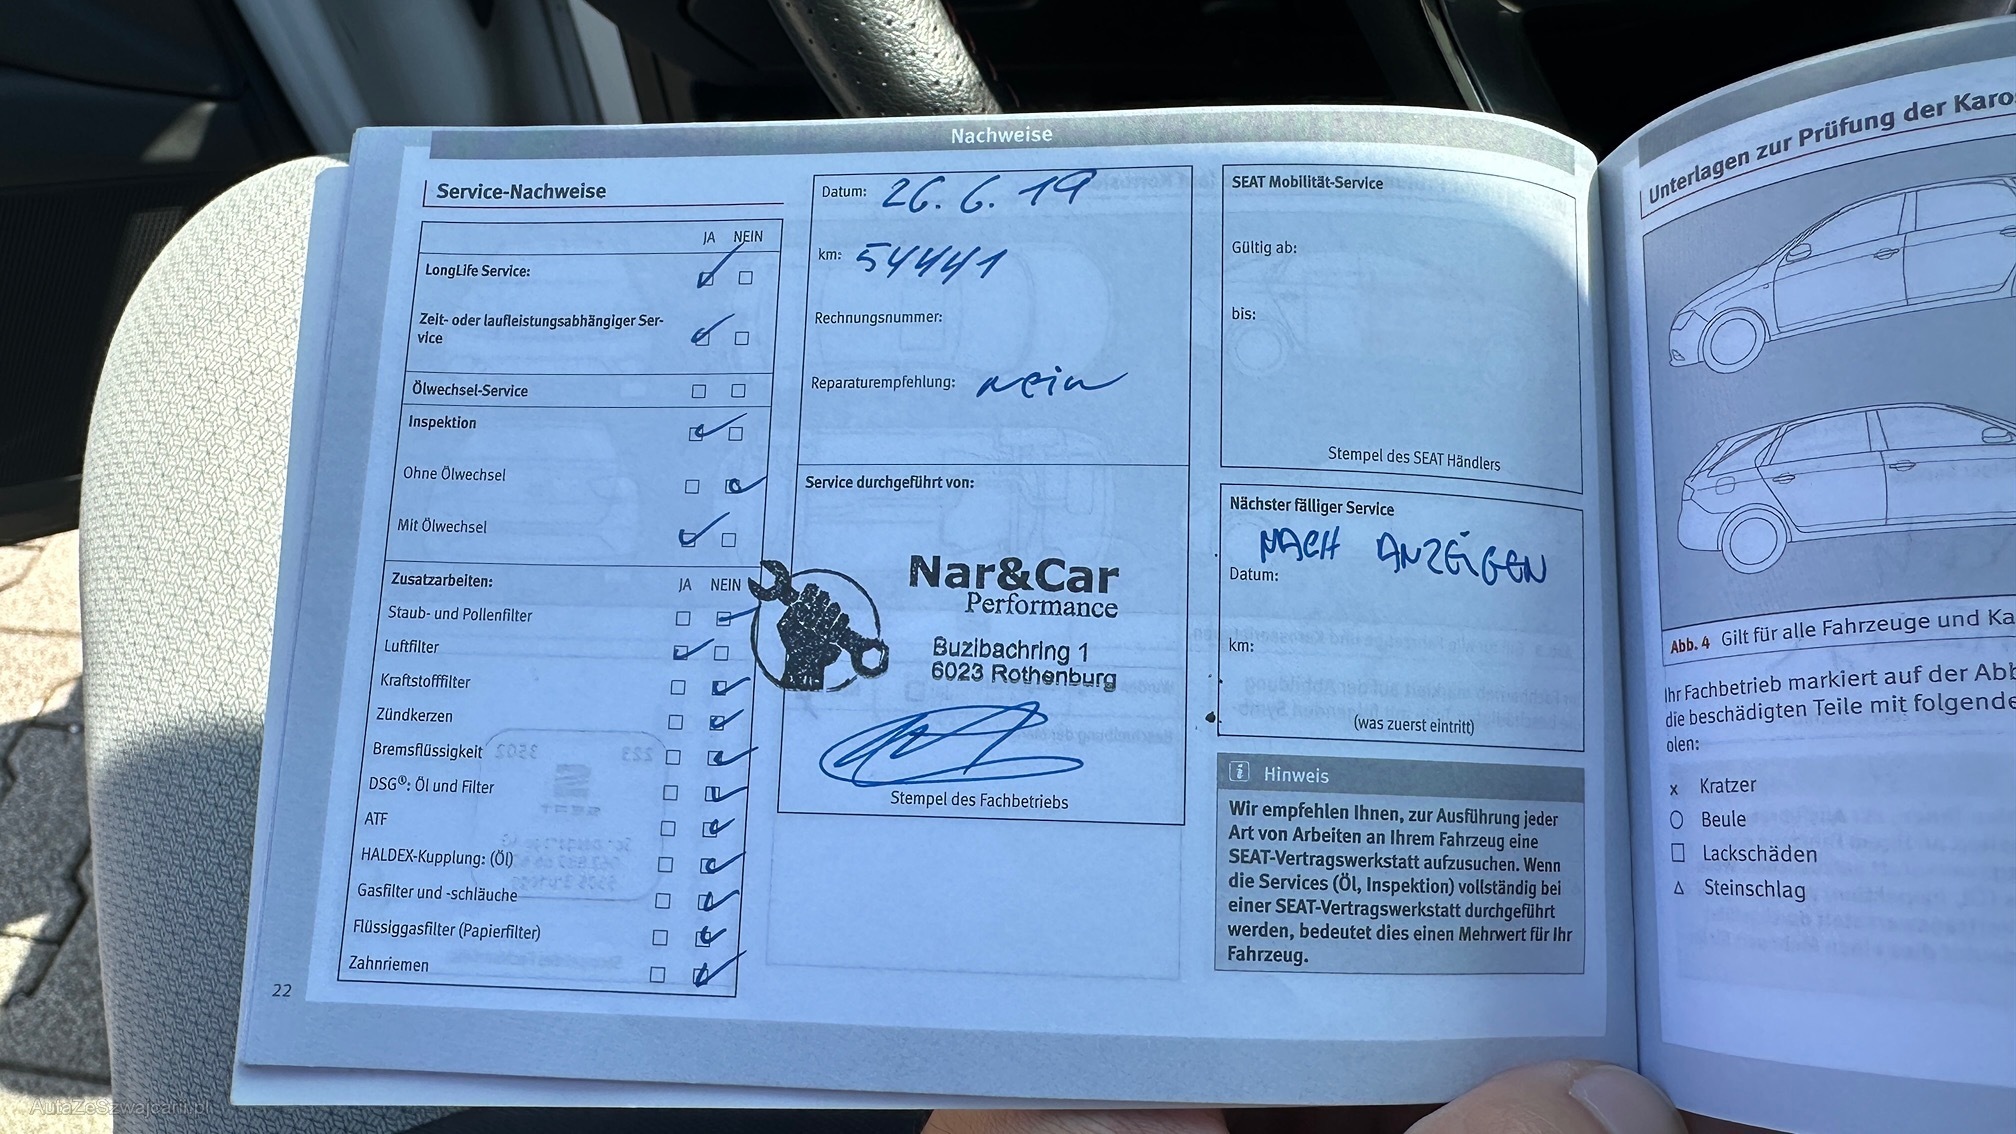 Nachweise
Service-Nachweise
JA NEIN
LongLife Service:
Zeit- oder laufleistungsabhängiger Ser-
vice
Ölwechsel-Service
Inspektion
Ohne Ölwechsel
Mit Ölwechsel
Zusatzarbeiten: JA NEIN
Staub- und Pollenfilter
Luftfilter
Kraftstofffilter
Zündkerzen
Bremsflüssigkeit
DSG®: Öl und Filter
ATF
HALDEX-Kupplung: (Öl)
Gasfilter und -schläuche
Flüssiggasfilter (Papierfilter)
Zahnriemen
22
Datum: 26.6.19
km: 54441
Rechnungsnummer:
Reparaturempfehlung: nein
Service durchgeführt von:
Nar&Car
Performance
Buzibachring 1
6023 Rothenburg
Stempel des Fachbetriebs
SEAT Mobilität-Service
Gültig ab:
bis:
Stempel des SEAT Händlers
Nächster fälliger Service
NACH ANZEIGEN
Datum:
km:
(was zuerst eintritt)
i Hinweis
Wir empfehlen Ihnen, zur Ausführung jeder
Art von Arbeiten an Ihrem Fahrzeug eine
SEAT-Vertragswerkstatt aufzusuchen. Wenn
die Services (Öl, Inspektion) vollständig bei
einer SEAT-Vertragswerkstatt durchgeführt
werden, bedeutet dies einen Mehrwert für Ihr
Fahrzeug.
Unterlagen zur Prüfung der Karo
Abb. 4 Gilt für alle Fahrzeuge und Ka
Ihr Fachbetrieb markiert auf der Abb
die beschädigten Teile mit folgende
olen:
x Kratzer
○ Beule
□ Lackschäden
△ Steinschlag
AutaZeSzwajcarii.pl